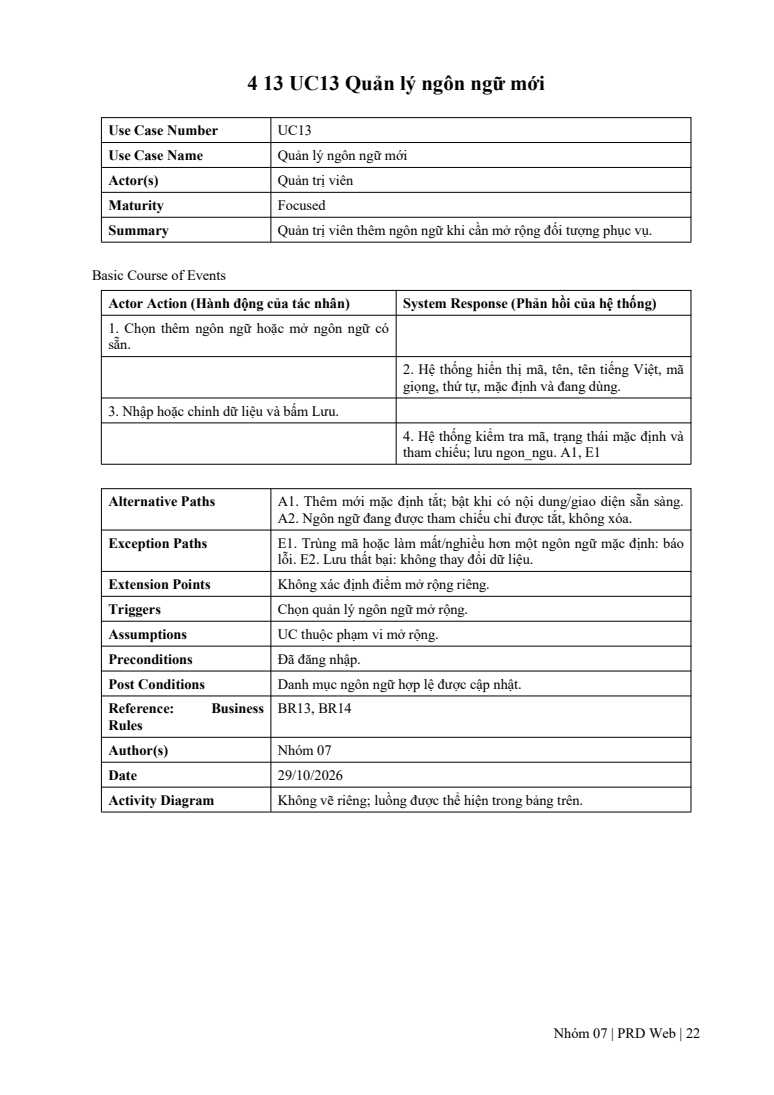 4 13 UC13 Quản lý ngôn ngữ mới
Use Case Number UC13
Use Case Name Quản lý ngôn ngữ mới
Actor(s) Quản trị viên
Maturity Focused
Summary Quản trị viên thêm ngôn ngữ khi cần mở rộng đối tượng phục vụ.
Basic Course of Events
Actor Action (Hành động của tác nhân) System Response (Phản hồi của hệ thống)
1. Chọn thêm ngôn ngữ hoặc mở ngôn ngữ có
sẵn.
2. Hệ thống hiển thị mã, tên, tên tiếng Việt, mã
giọng, thứ tự, mặc định và đang dùng.
3. Nhập hoặc chỉnh dữ liệu và bấm Lưu.
4. Hệ thống kiểm tra mã, trạng thái mặc định và
tham chiếu; lưu ngon_ngu. A1, E1
Alternative Paths A1. Thêm mới mặc định tắt; bật khi có nội dung/giao diện sẵn sàng.
A2. Ngôn ngữ đang được tham chiếu chỉ được tắt, không xóa.
Exception Paths E1. Trùng mã hoặc làm mất/nghiều hơn một ngôn ngữ mặc định: báo
lỗi. E2. Lưu thất bại: không thay đổi dữ liệu.
Extension Points Không xác định điểm mở rộng riêng.
Triggers Chọn quản lý ngôn ngữ mở rộng.
Assumptions UC thuộc phạm vi mở rộng.
Preconditions Đã đăng nhập.
Post Conditions Danh mục ngôn ngữ hợp lệ được cập nhật.
Reference: Business BR13, BR14
Rules
Author(s) Nhóm 07
Date 29/10/2026
Activity Diagram Không vẽ riêng; luồng được thể hiện trong bảng trên.
Nhóm 07 | PRD Web | 22